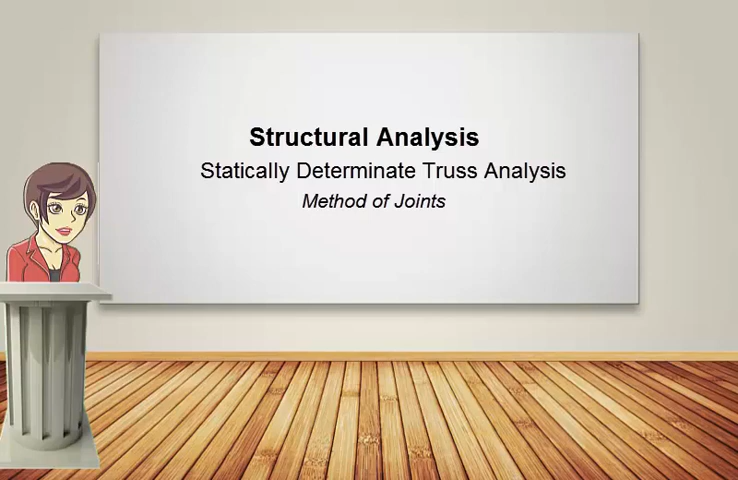 Structural Analysis
Statically Determinate Truss Analysis
Method of Joints